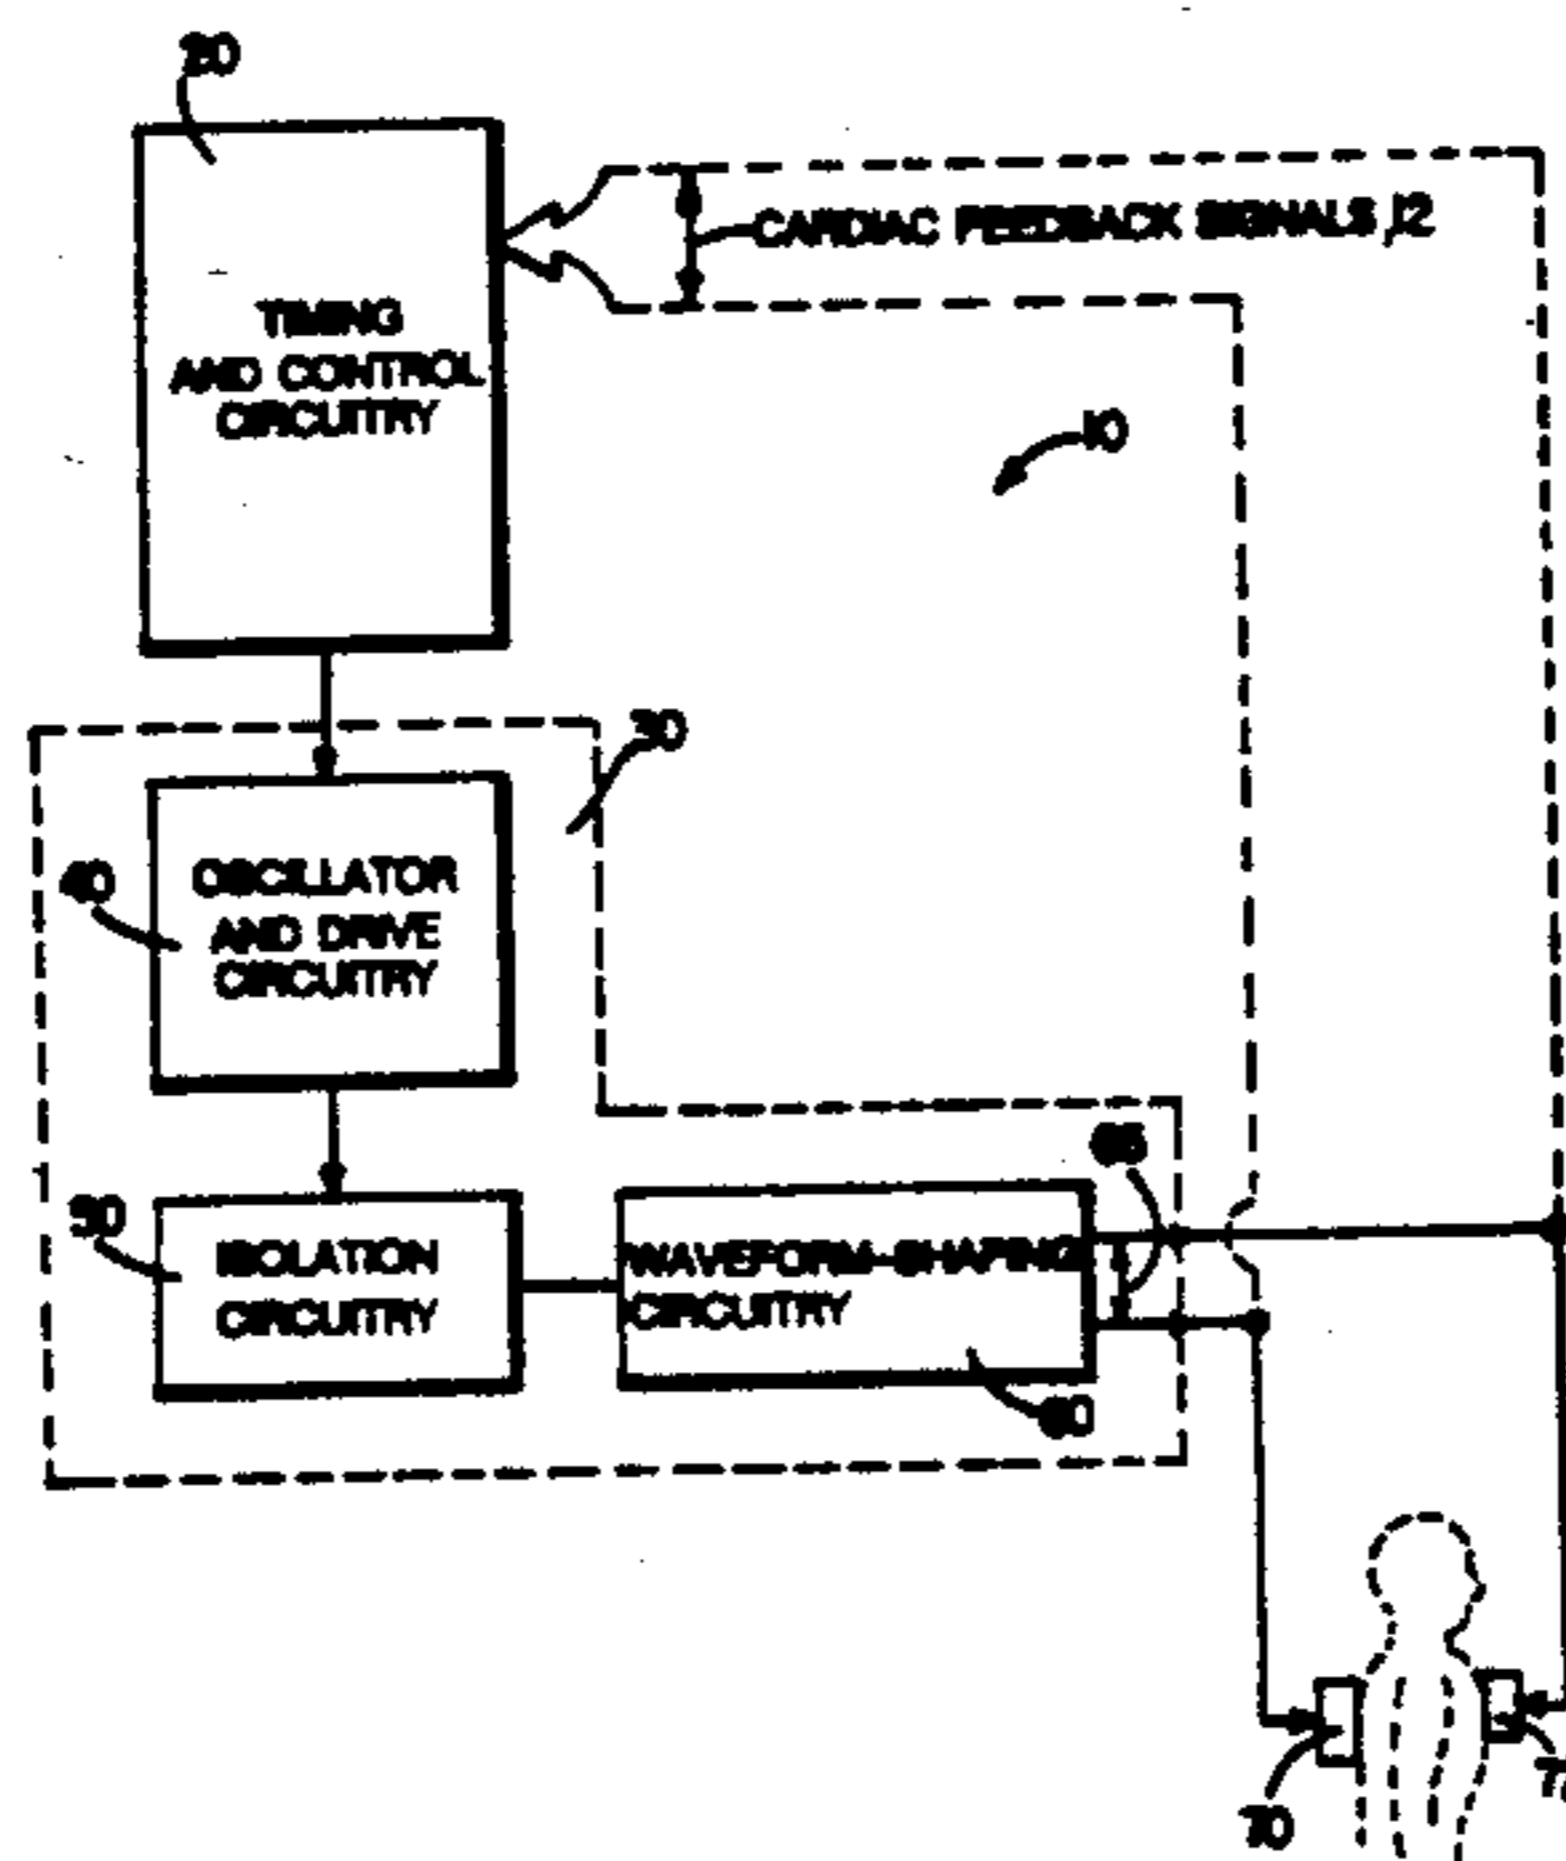 20
CARDIAC FEEDBACK SIGNALS, 12
TIMING
AND CONTROL
CIRCUITRY
10
30
40
OSCILLATOR
AND DRIVE
CIRCUITRY
65
50
ISOLATION
CIRCUITRY
WAVEFORM-SHAPING
CIRCUITRY
60
70